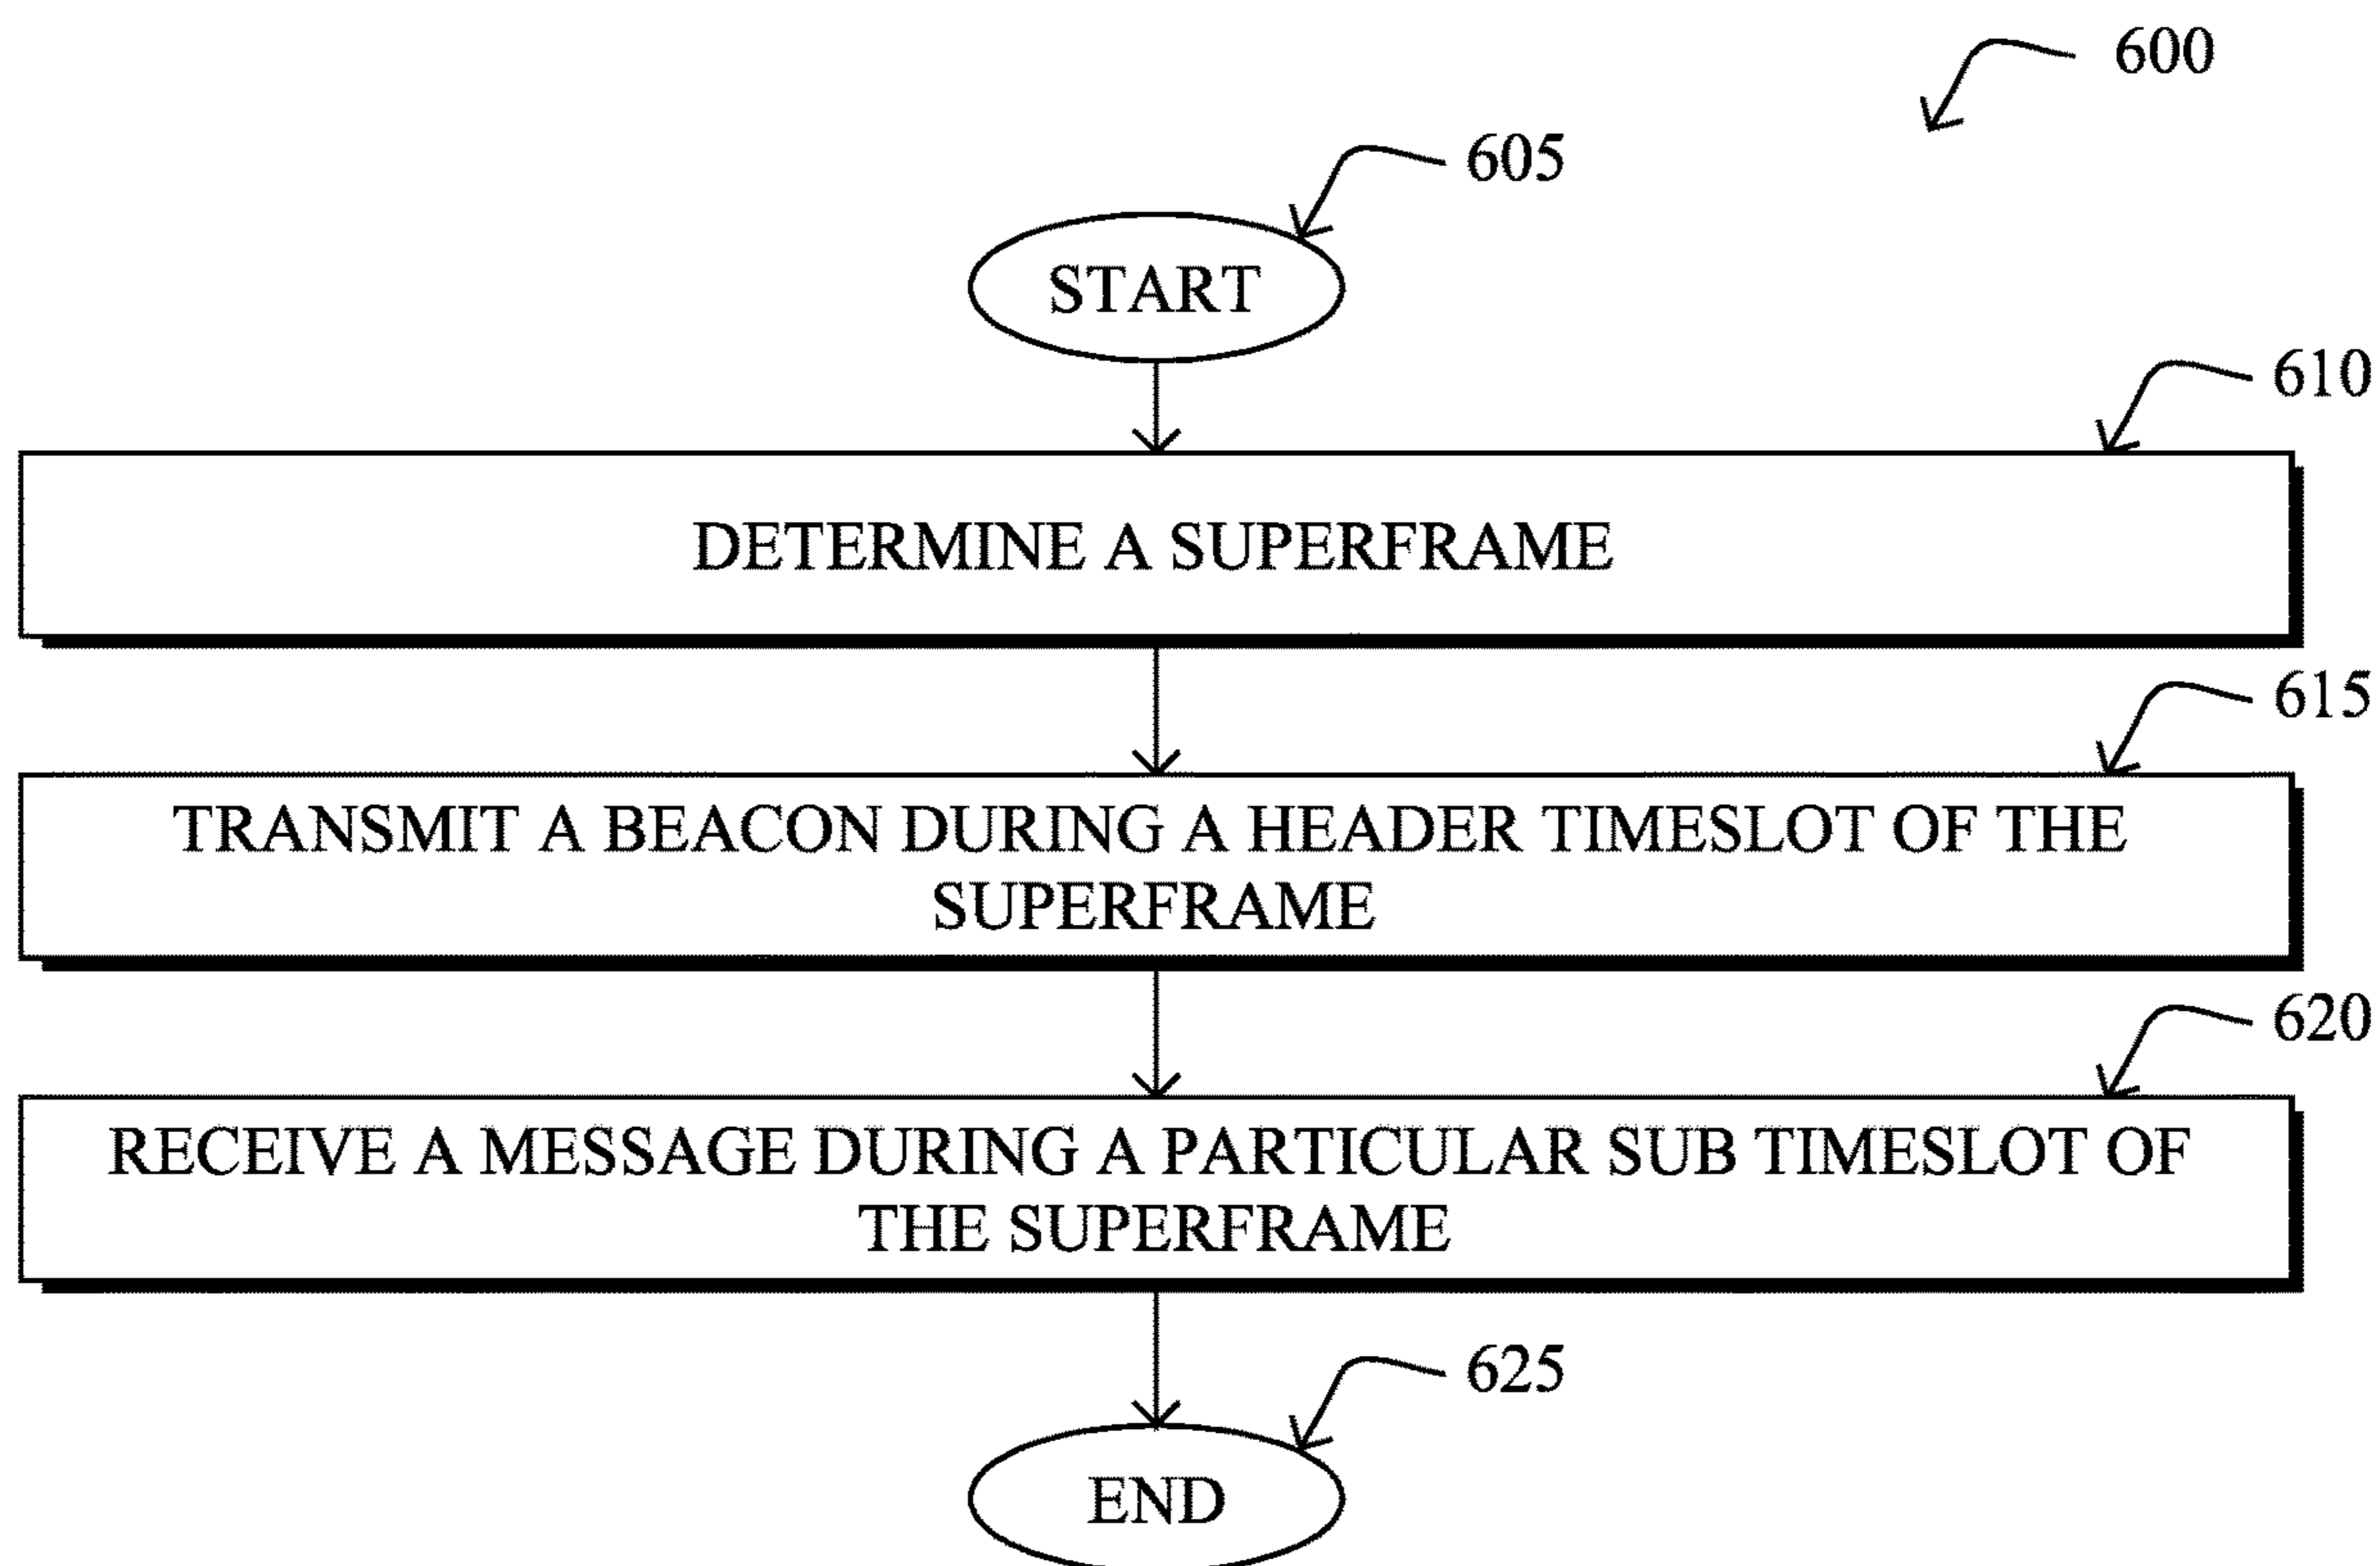 600
605
START
610
DETERMINE A SUPERFRAME
615
TRANSMIT A BEACON DURING A HEADER TIMESLOT OF THE
SUPERFRAME
620
RECEIVE A MESSAGE DURING A PARTICULAR SUB TIMESLOT OF
THE SUPERFRAME
625
END